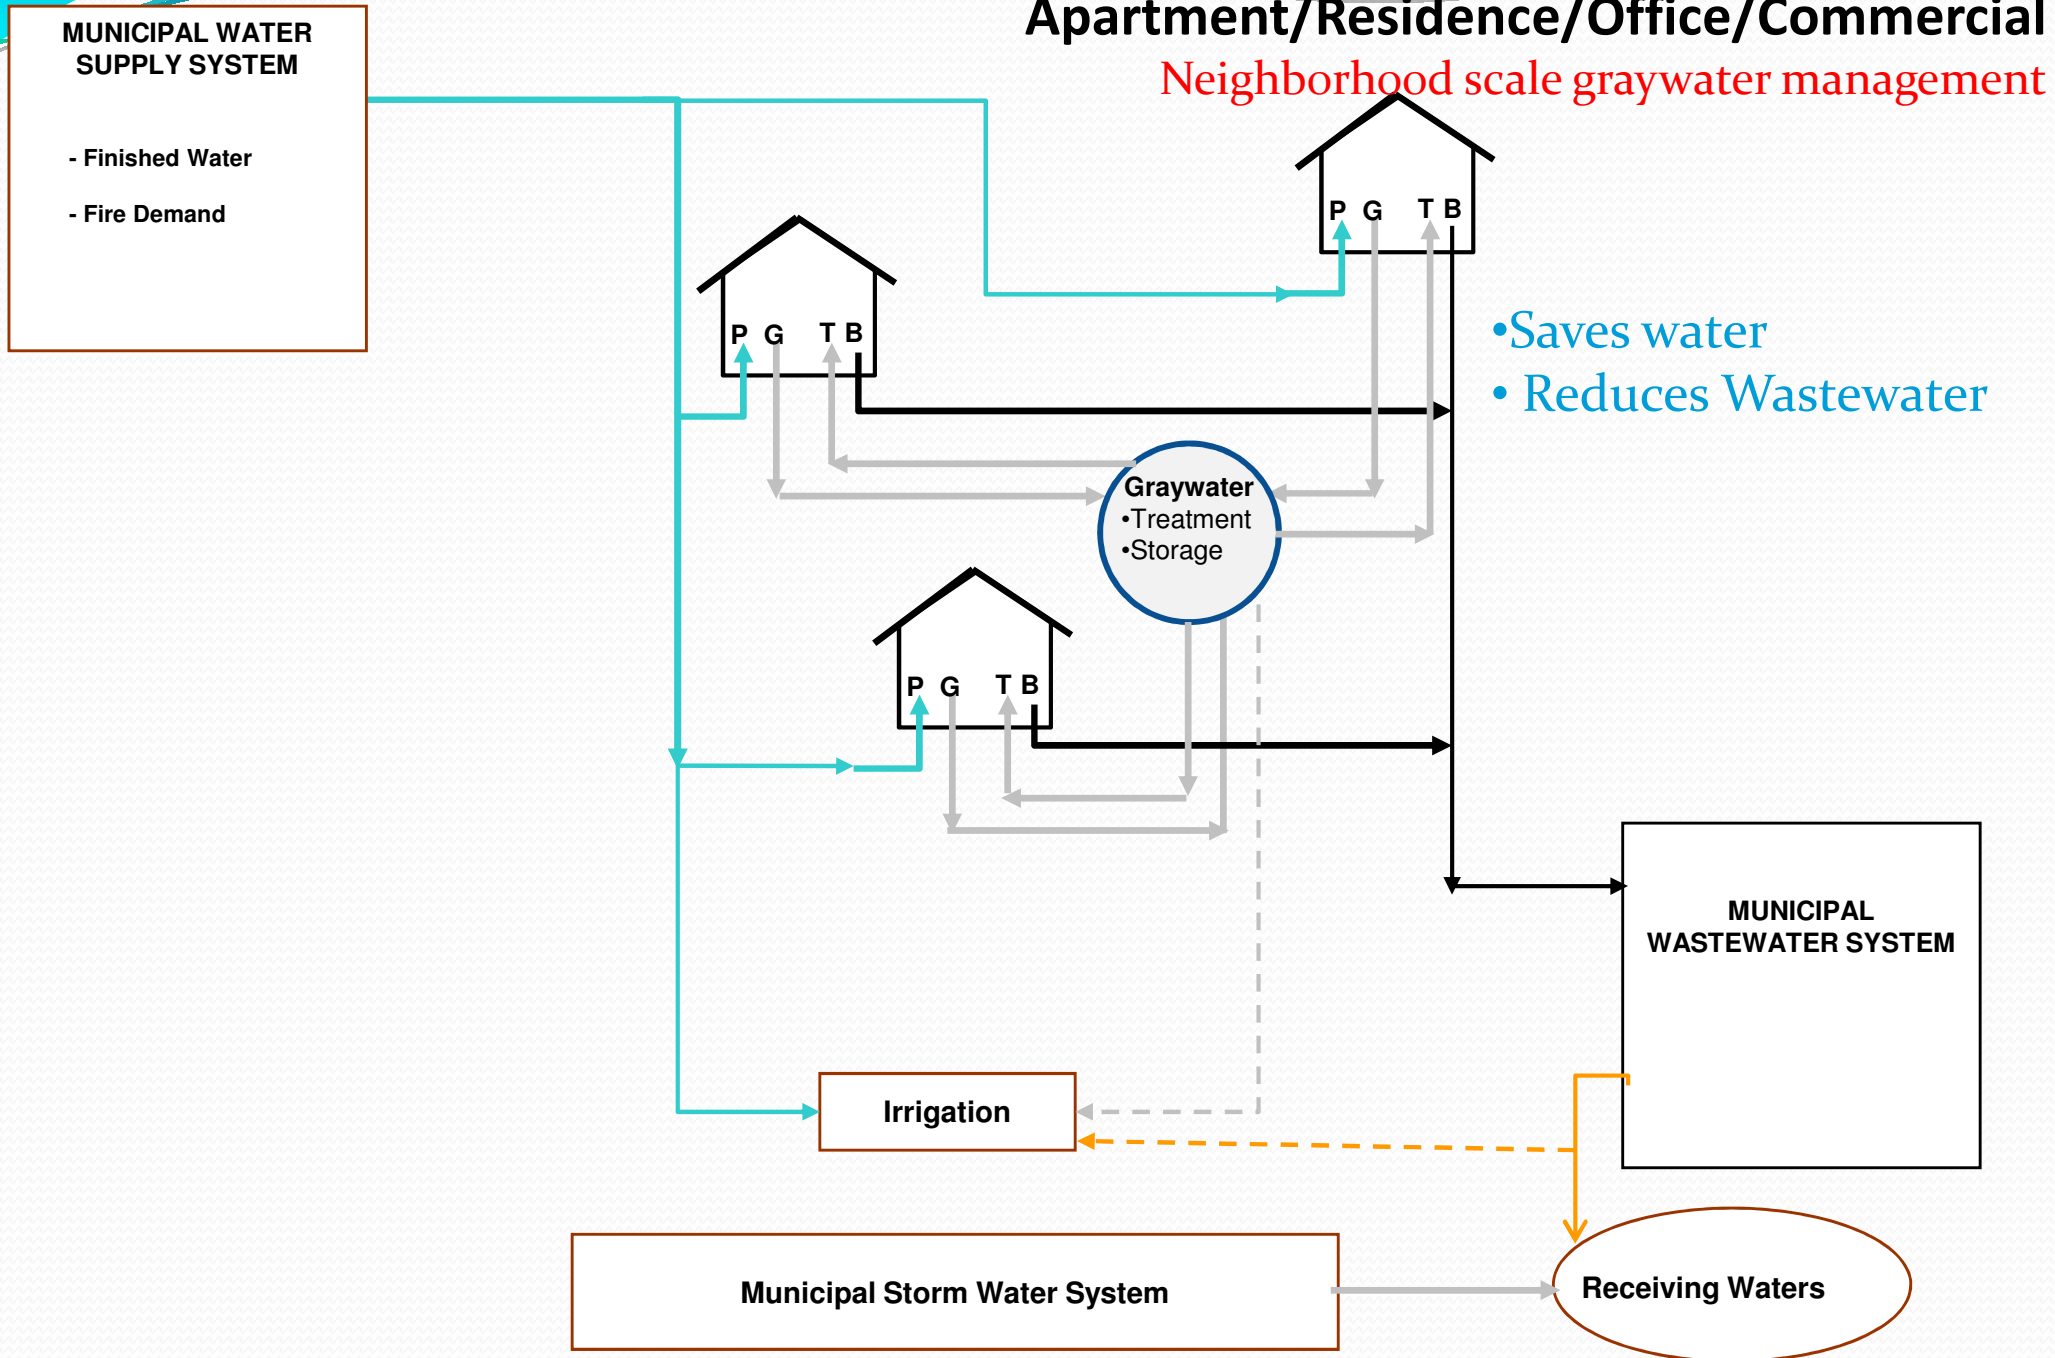 Apartment/Residence/Office/Commercial
Neighborhood scale graywater management
MUNICIPAL WATER
SUPPLY SYSTEM
- Finished Water
- Fire Demand
P G T B
P G T B
•Saves water
• Reduces Wastewater
Graywater
•Treatment
•Storage
P G T B
MUNICIPAL
WASTEWATER SYSTEM
Irrigation
Municipal Storm Water System
Receiving Waters